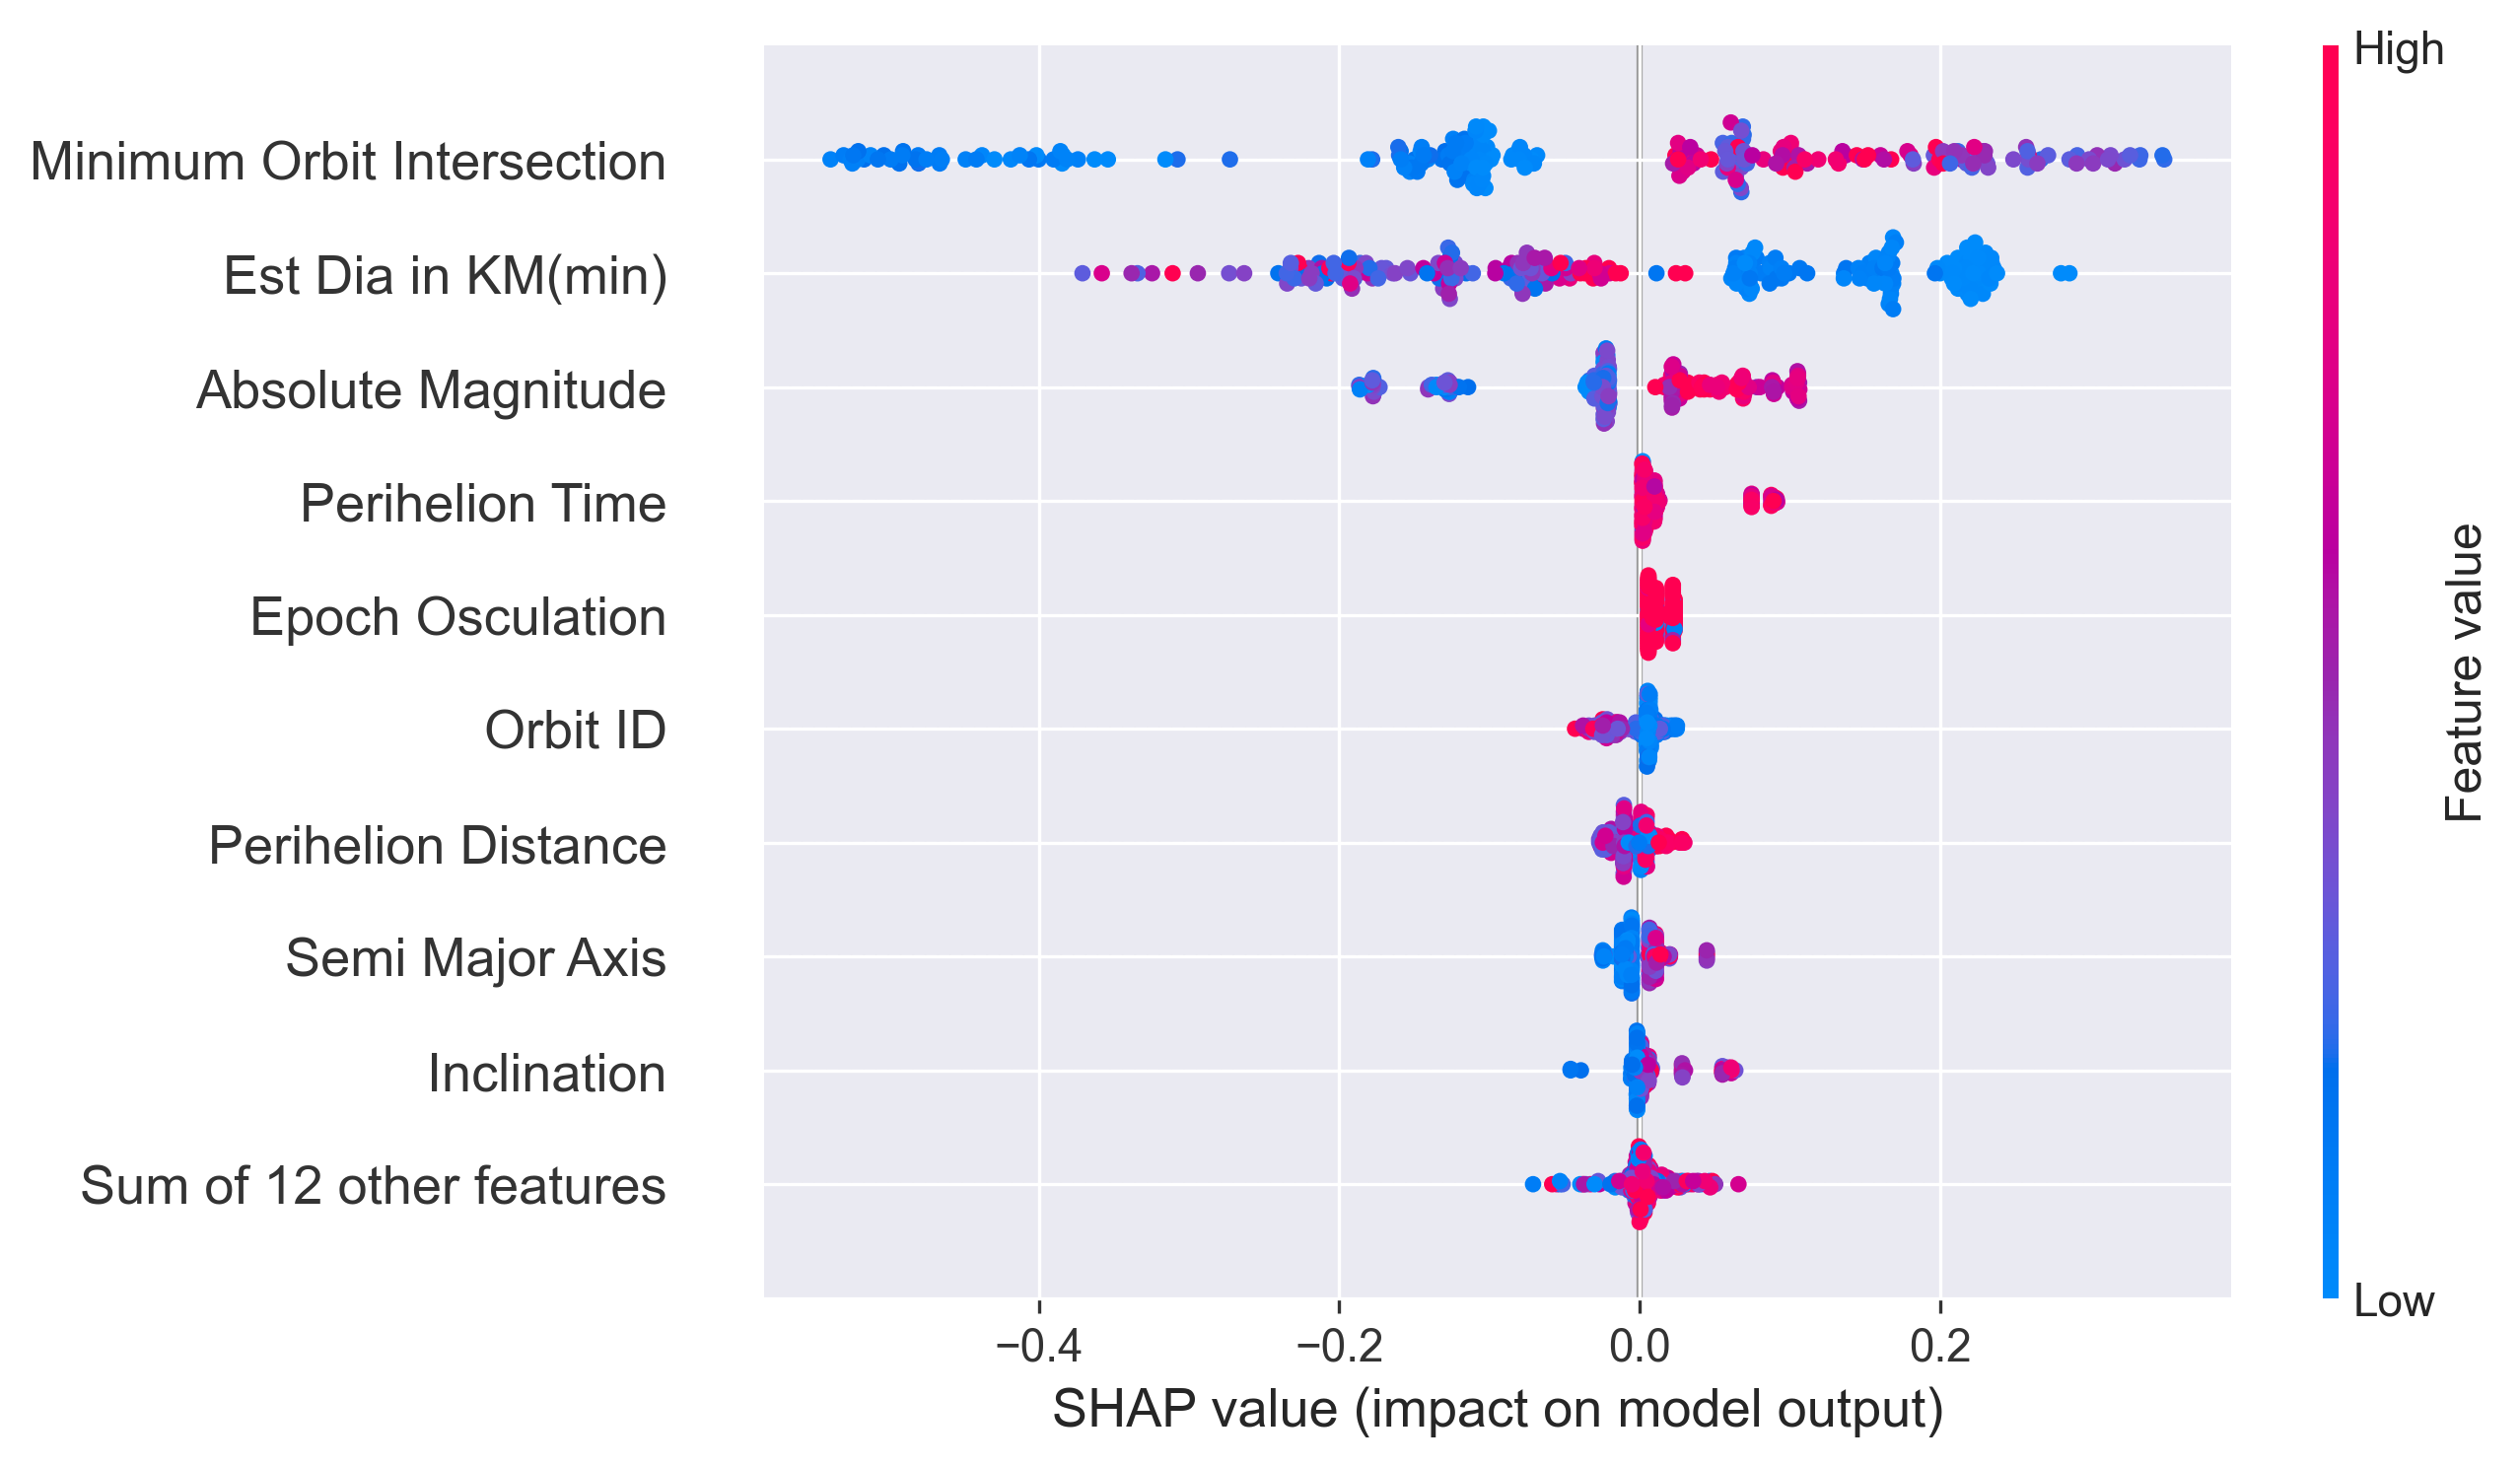 High
Minimum Orbit Intersection
Est Dia in KM(min)
Absolute Magnitude
Perihelion Time
Epoch Osculation
Orbit ID
Perihelion Distance
Semi Major Axis
Inclination
Sum of 12 other features
Feature value
Low
−0.4 −0.2 0.0 0.2
SHAP value (impact on model output)